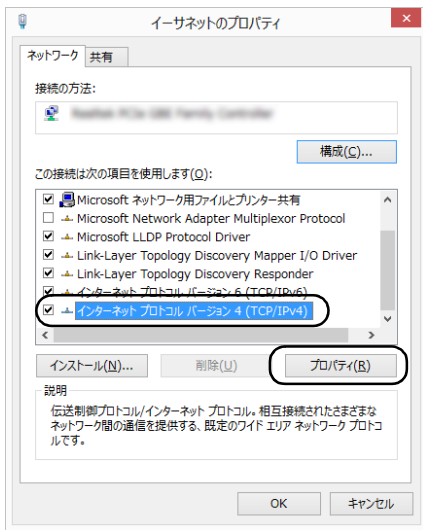 イーサネットのプロパティ
ネットワーク 共有
接続の方法:
構成(C)...
この接続は次の項目を使用します(O):
Microsoft ネットワーク用ファイルとプリンター共有
Microsoft Network Adapter Multiplexor Protocol
Microsoft LLDP Protocol Driver
Link-Layer Topology Discovery Mapper I/O Driver
Link-Layer Topology Discovery Responder
インターネット プロトコル バージョン 6 (TCP/IPv6)
インターネット プロトコル バージョン 4 (TCP/IPv4)
インストール(N)... 削除(U) プロパティ(R)
説明
伝送制御プロトコル/インターネット プロトコル。相互接続されたさまざまな
ネットワーク間の通信を提供する、既定のワイド エリア ネットワーク プロトコ
ルです。
OK キャンセル